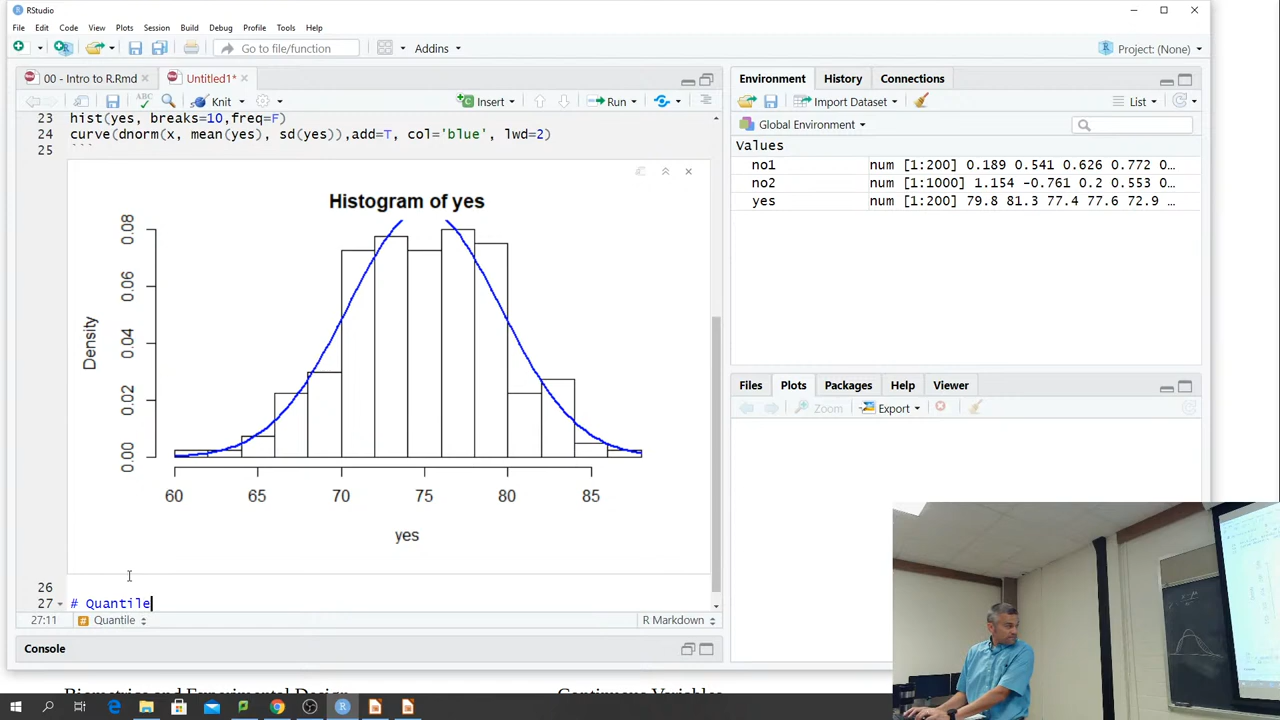 RStudio
File Edit Code View Plots Session Build Debug Profile Tools Help
Go to file/function Addins Project: (None)
00 - Intro to R.Rmd Untitled1*
ABC Knit Insert Run
23 hist(yes, breaks=10,freq=F)
24 curve(dnorm(x, mean(yes), sd(yes)),add=T, col='blue', lwd=2)
25 ```
Histogram of yes
Density
0.08
0.06
0.04
0.02
0.00
60 65 70 75 80 85
yes
26
27 # Quantile
27:11 # Quantile R Markdown
Console
Environment History Connections
Import Dataset List
Global Environment
Values
no1 num [1:200] 0.189 0.541 0.626 0.772 0…
no2 num [1:1000] 1.154 -0.761 0.2 0.553 0…
yes num [1:200] 79.8 81.3 77.4 77.6 72.9 …
Files Plots Packages Help Viewer
Zoom Export